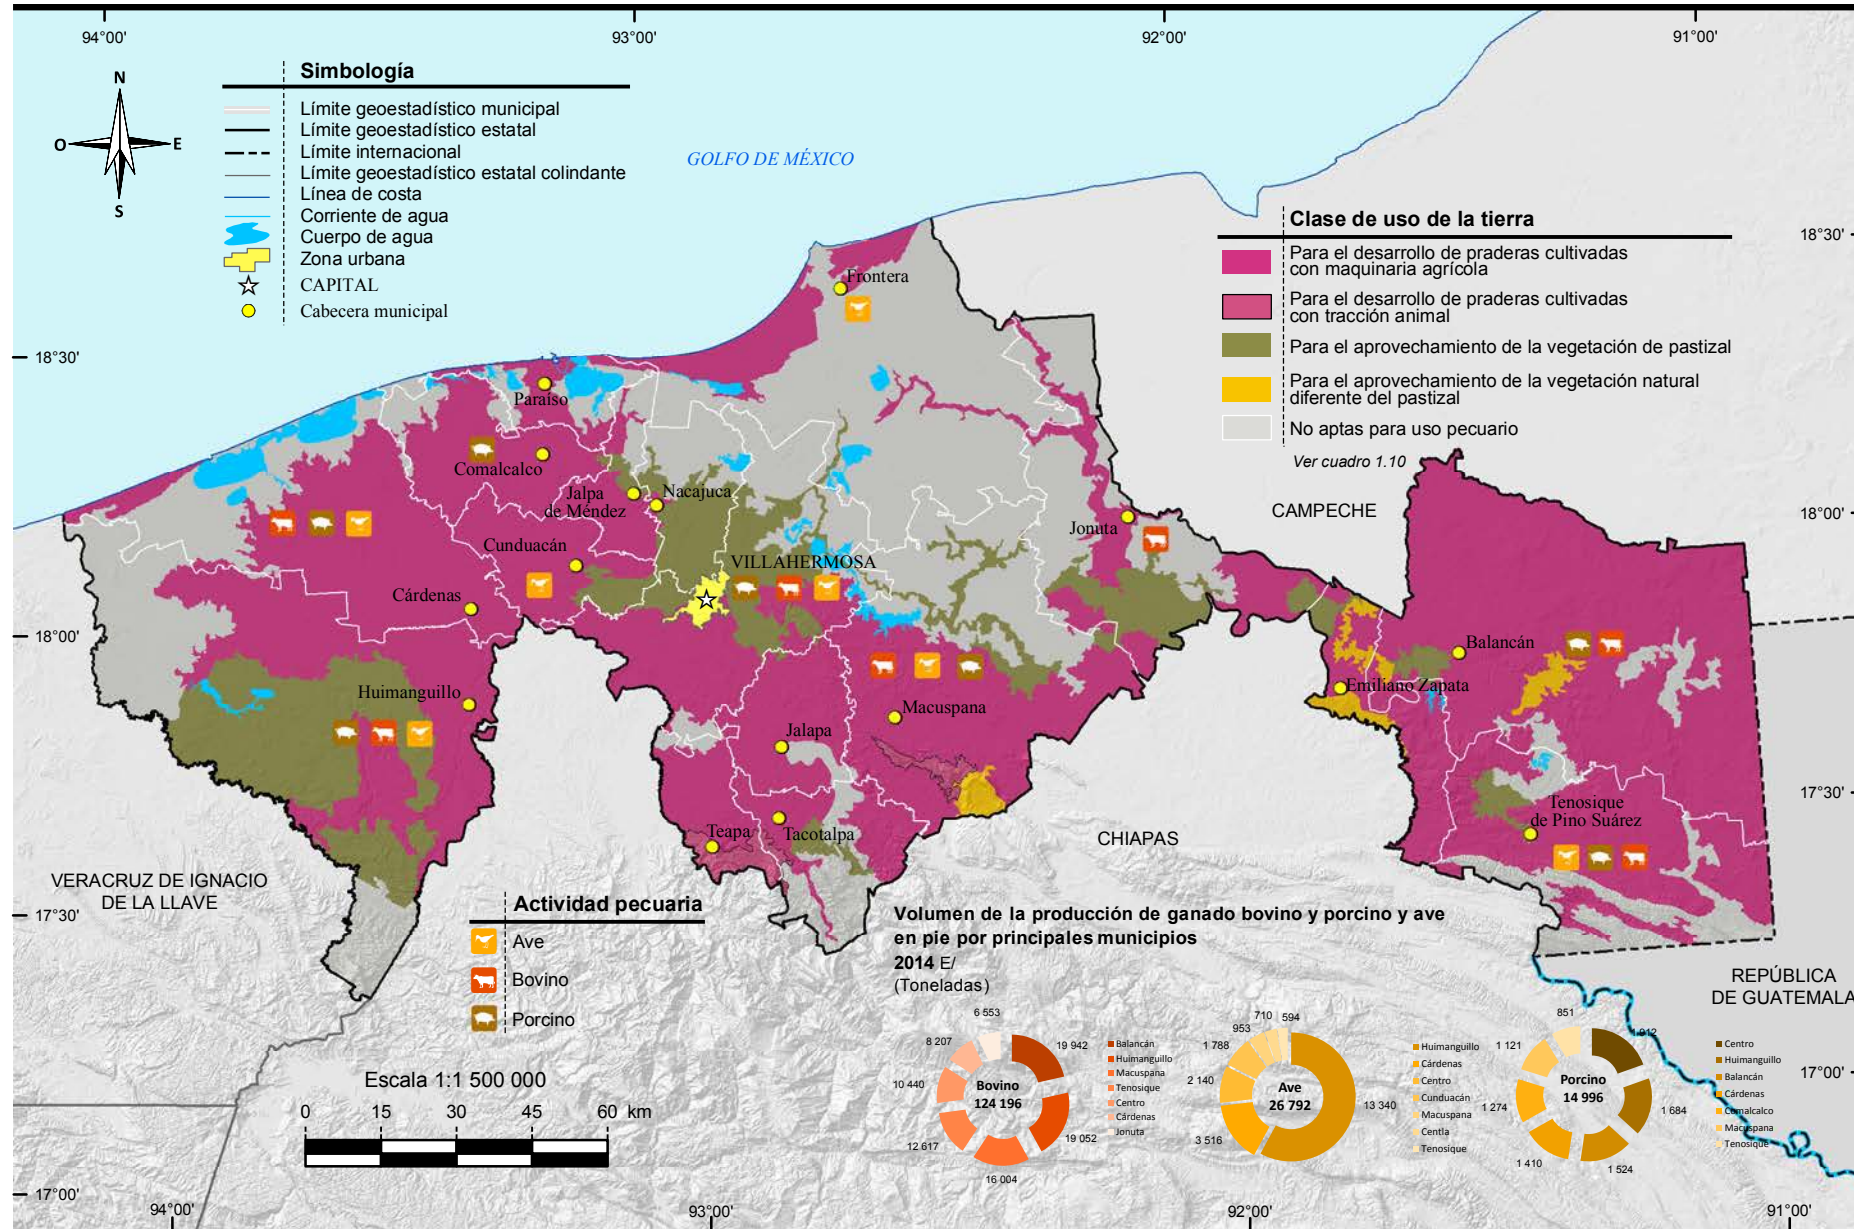 94°00'
93°00'
92°00'
91°00'
N
O
E
S
Simbología
Límite geoestadístico municipal
Límite geoestadístico estatal
Límite internacional
Límite geoestadístico estatal colindante
Línea de costa
Corriente de agua
Cuerpo de agua
Zona urbana
CAPITAL
Cabecera municipal
GOLFO DE MÉXICO
Clase de uso de la tierra
Para el desarrollo de praderas cultivadas
con maquinaria agrícola
Para el desarrollo de praderas cultivadas
con tracción animal
Para el aprovechamiento de la vegetación de pastizal
Para el aprovechamiento de la vegetación natural
diferente del pastizal
No aptas para uso pecuario
Ver cuadro 1.10
18°30'
18°30'
18°00'
18°00'
17°30'
17°30'
17°00'
17°00'
Frontera
Paraíso
Comalcalco
Jalpa
de Méndez
Nacajuca
Cunduacán
VILLAHERMOSA
Cárdenas
Huimanguillo
Jonuta
Macuspana
Jalapa
Teapa
Tacotalpa
Balancán
Emiliano Zapata
Tenosique
de Pino Suárez
CAMPECHE
CHIAPAS
VERACRUZ DE IGNACIO
DE LA LLAVE
REPÚBLICA
DE GUATEMALA
Actividad pecuaria
Ave
Bovino
Porcino
Escala 1:1 500 000
0 15 30 45 60 km
Volumen de la producción de ganado bovino y porcino y ave
en pie por principales municipios
2014 E/
(Toneladas)
Bovino
124 196
19 942
19 052
16 004
12 617
10 440
8 207
6 553
Balancán
Huimanguillo
Macuspana
Tenosique
Centro
Cárdenas
Jonuta
Ave
26 792
13 340
3 516
2 140
1 788
953
710
594
Huimanguillo
Cárdenas
Centro
Cunduacán
Macuspana
Centla
Tenosique
Porcino
14 996
1 912
1 684
1 524
1 410
1 274
1 121
851
Centro
Huimanguillo
Balancán
Cárdenas
Comalcalco
Macuspana
Tenosique
94°00'
93°00'
92°00'
91°00'